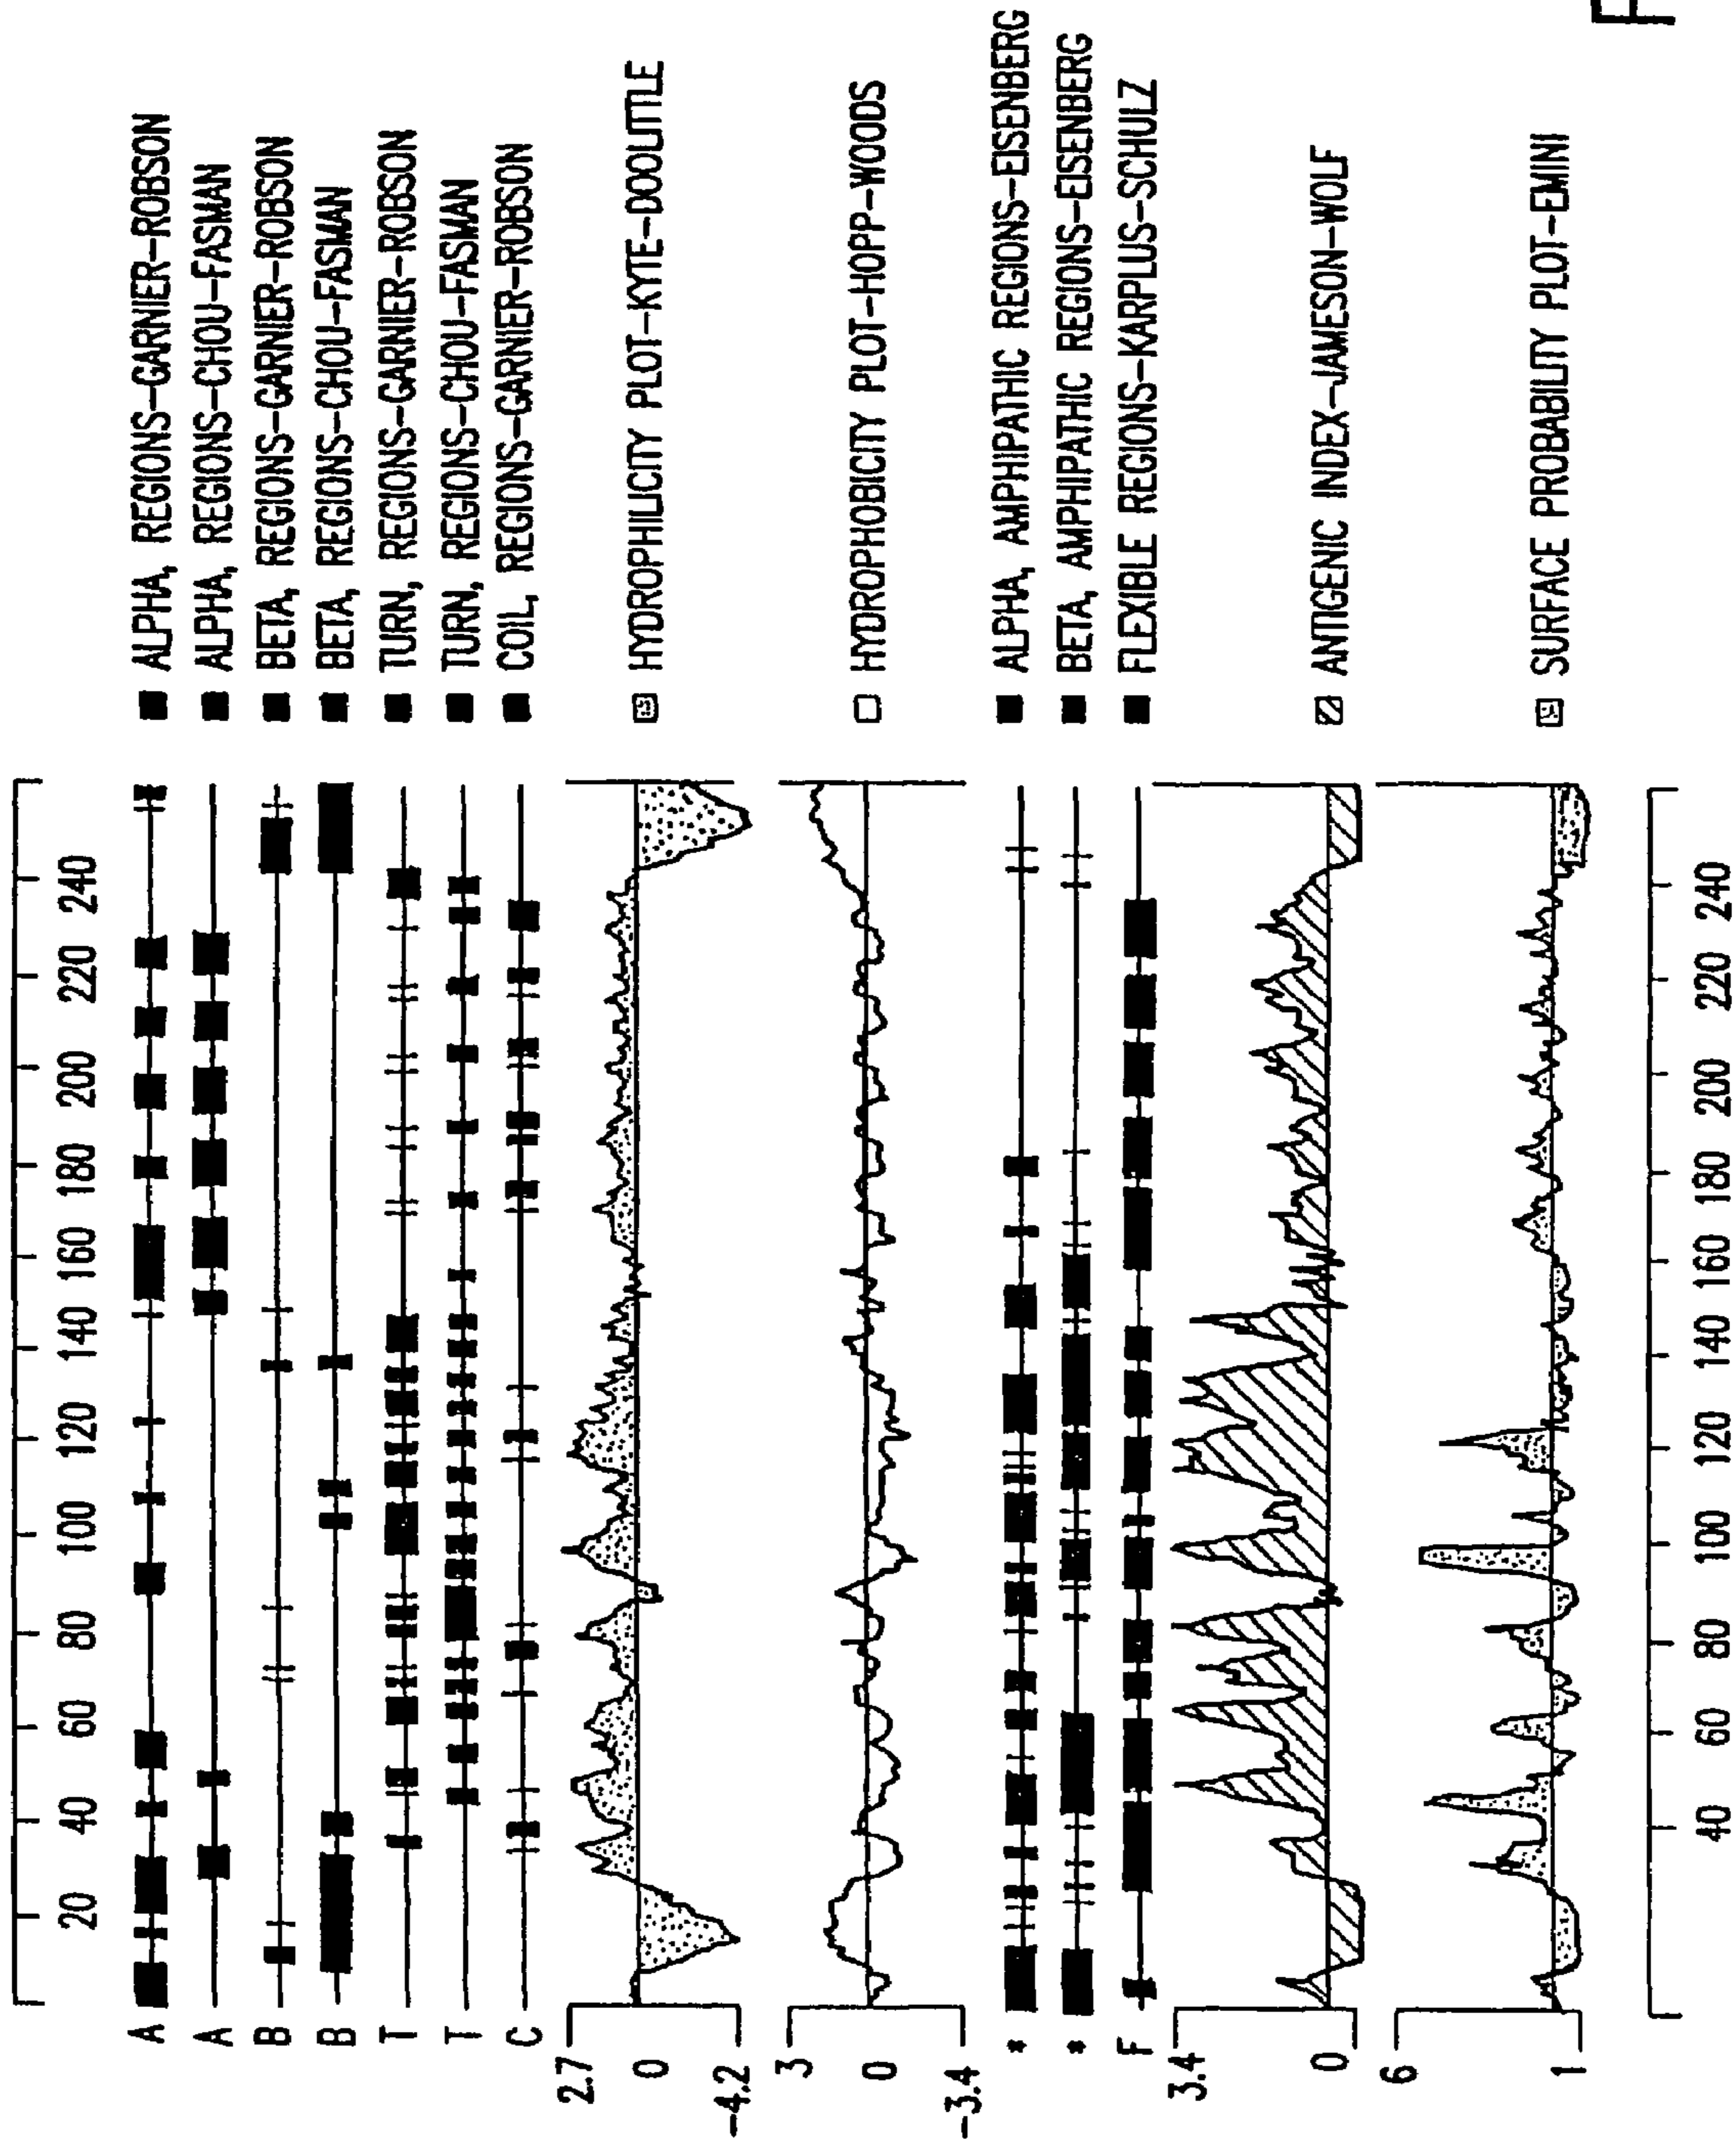 20 40 60 80 100 120 140 160 180 200 220 240
A ALPHA, REGIONS-GARNIER-ROBSON
A ALPHA, REGIONS-CHOU-FASMAN
B BETA, REGIONS-GARNIER-ROBSON
B BETA, REGIONS-CHOU-FASMAN
T TURN, REGIONS-GARNIER-ROBSON
T TURN, REGIONS-CHOU-FASMAN
C COIL, REGIONS-GARNIER-ROBSON
2.7
0 HYDROPHILICITY PLOT-KYTE-DOOLITTLE
-4.2
3
0 HYDROPHOBICITY PLOT-HOPP-WOODS
-3.4
* ALPHA, AMPHIPATHIC REGIONS-EISENBERG
* BETA, AMPHIPATHIC REGIONS-EISENBERG
F FLEXIBLE REGIONS-KARPLUS-SCHULZ
3.4
0 ANTIGENIC INDEX-JAMESON-WOLF
6
1 SURFACE PROBABILITY PLOT-EMINI
40 60 80 100 120 140 160 180 200 220 240